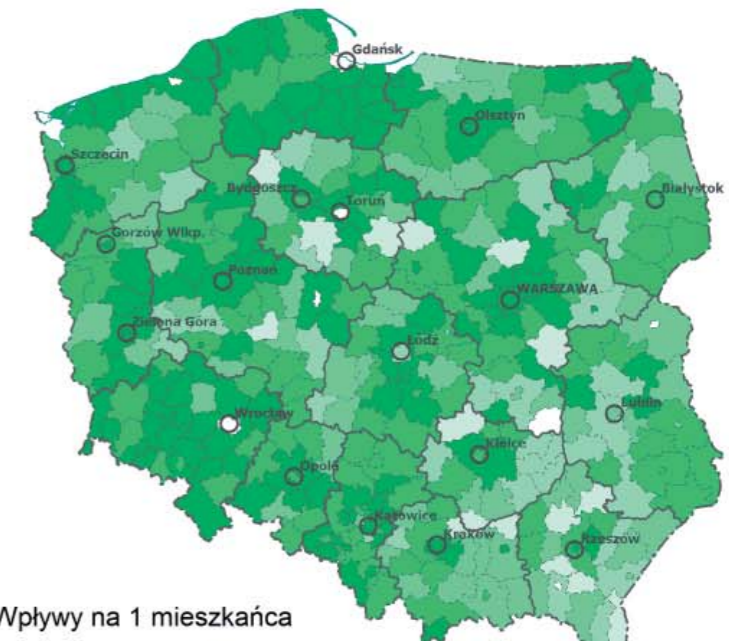 Gdańsk
Olsztyn
Szczecin
Bydgoszcz
Toruń
Białystok
Gorzów Wlkp.
Poznań
WARSZAWA
Zielona Góra
Łódź
Wrocław
Lublin
Kielce
Opole
Katowice
Kraków
Rzeszów
Wpływy na 1 mieszkańca